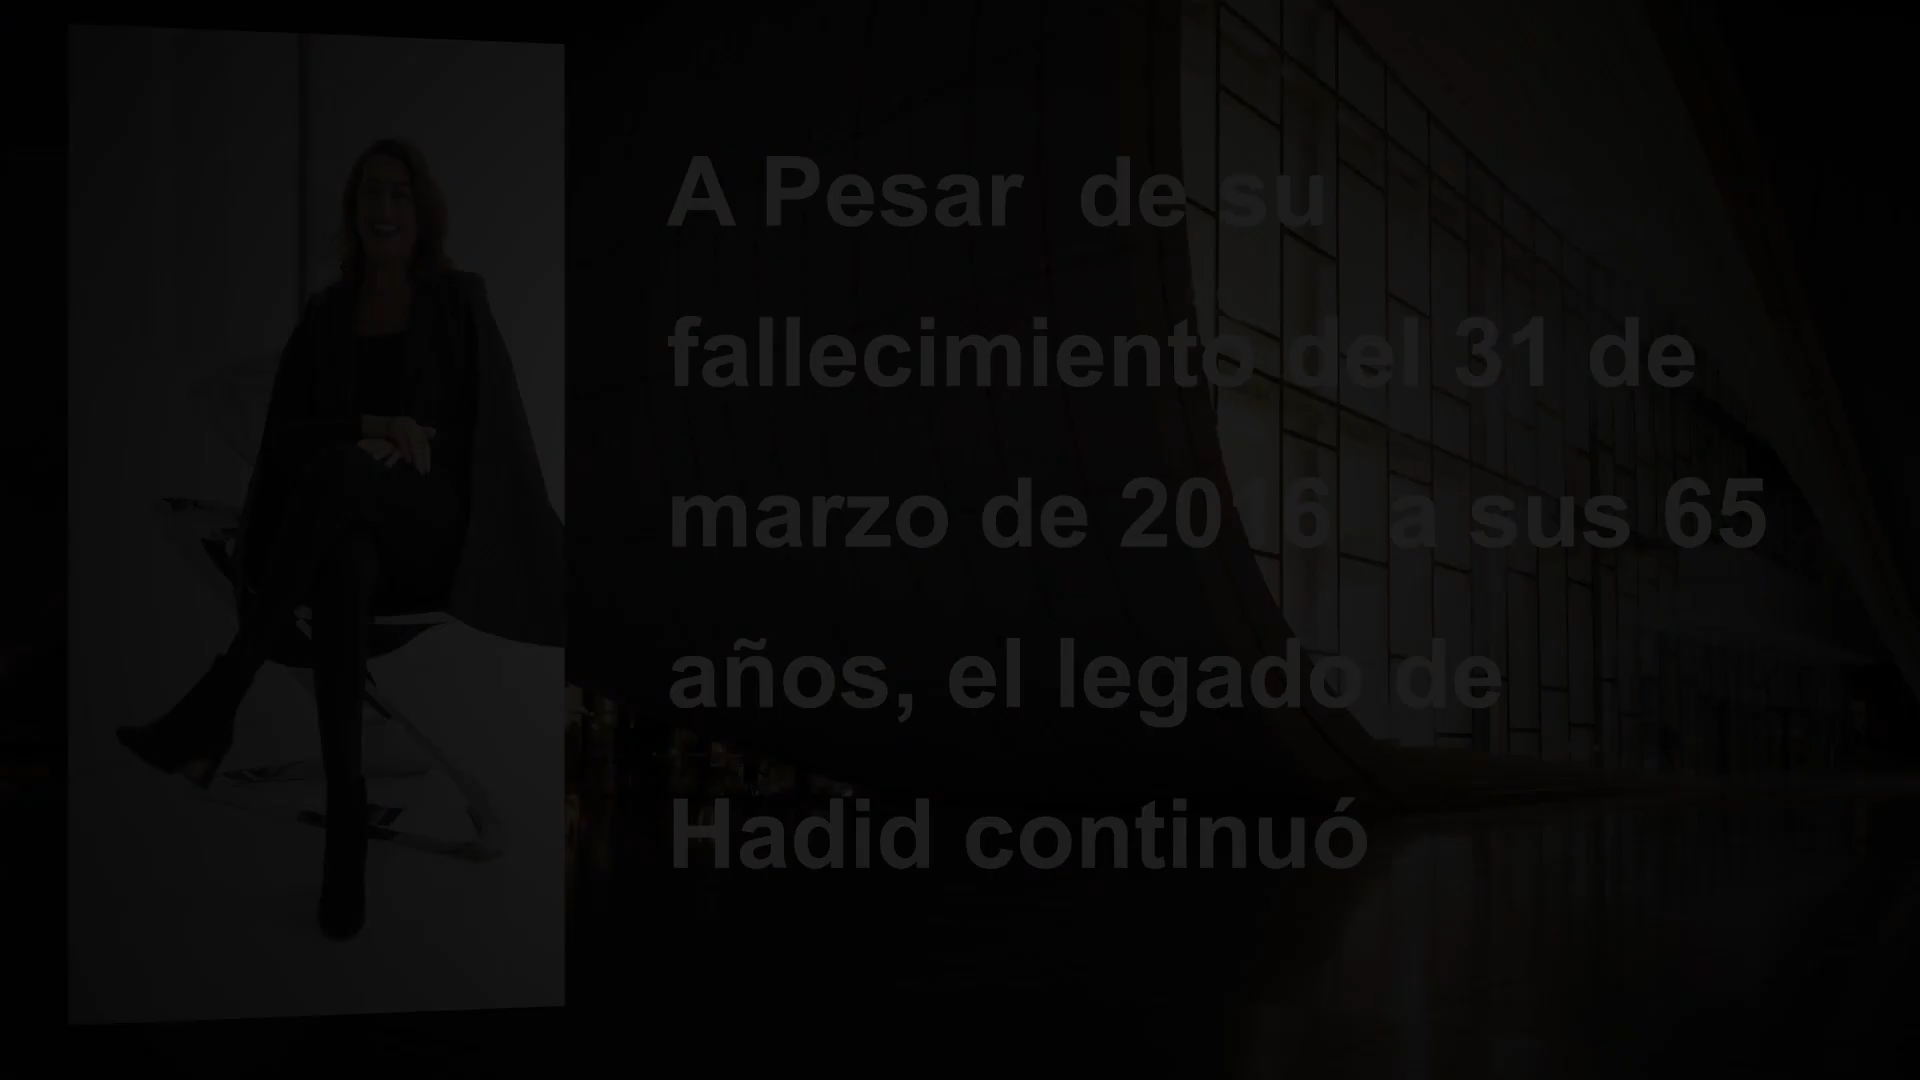 A Pesar  de su
fallecimiento del 31 de
marzo de 2016  a sus 65
años, el legado de
Hadid continuó